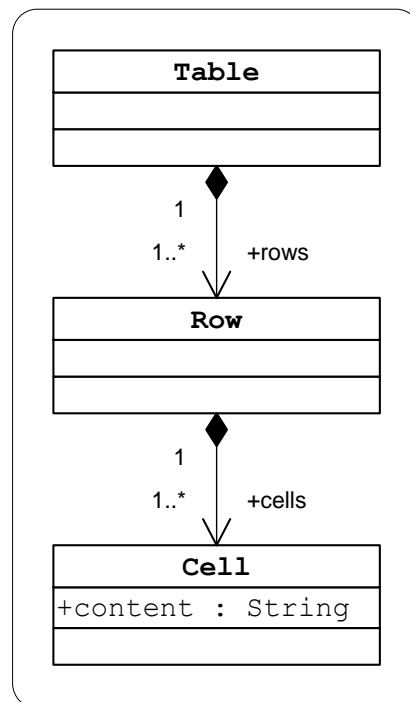 Table
1
1..* +rows
Row
1
1..* +cells
Cell
+content : String